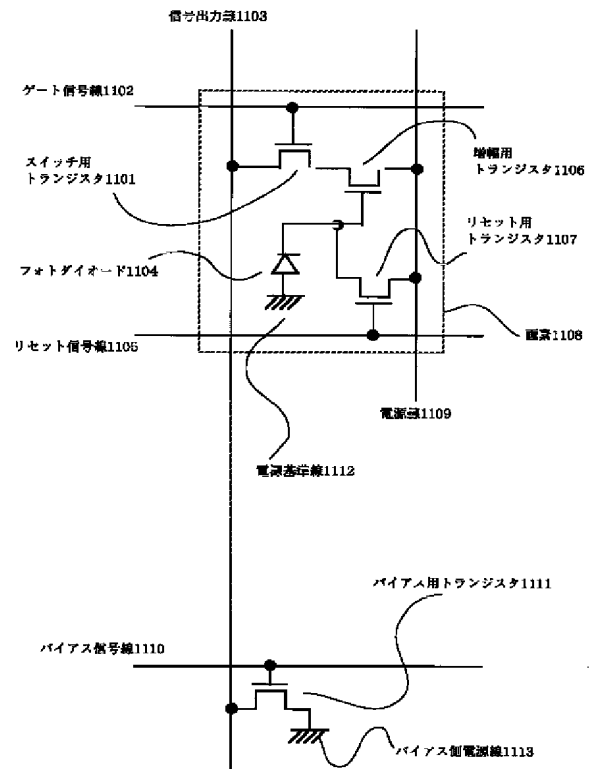 信号出力線1103
ゲート信号線1102
スイッチ用
トランジスタ1101
増幅用
トランジスタ1106
リセット用
トランジスタ1107
フォトダイオード1104
リセット信号線1105
画素1108
電源線1109
電源基準線1112
バイアス用トランジスタ1111
バイアス信号線1110
バイアス側電源線1113